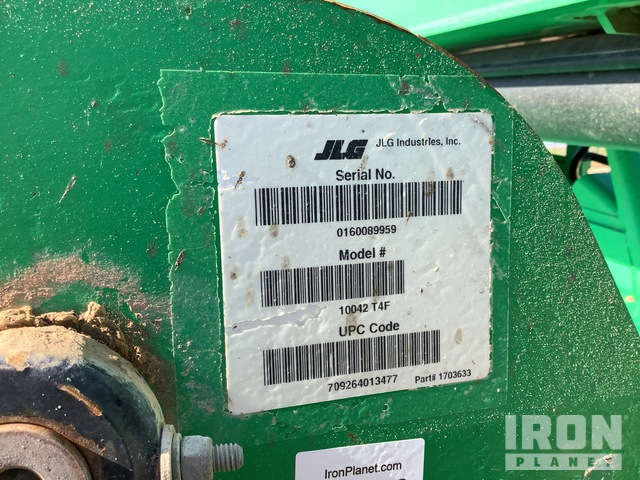 JLG JLG Industries, Inc.
Serial No.
0160089959
Model #
10042 T4F
UPC Code
709264013477 Part# 1703633
IronPlanet.com
IRON
PLANET